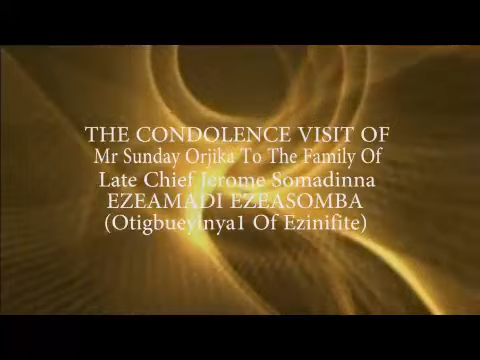 THE CONDOLENCE VISIT OF
Mr Sunday Orjika To The Family Of
Late Chief Jerome Somadinna
EZEAMADI EZEASOMBA
(Otigbueyinya1 Of Ezinifite)